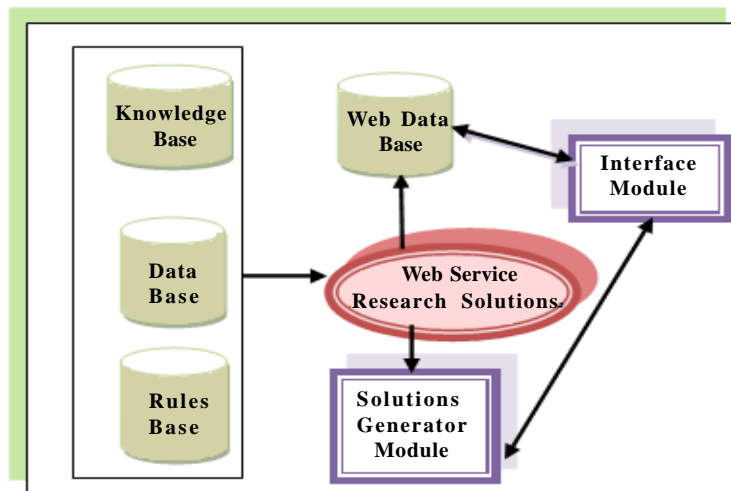 Knowledge
Base
Data
Base
Rules
Base
Web Data
Base
Interface
Module
Web Service
Research Solutions.
Solutions
Generator
Module